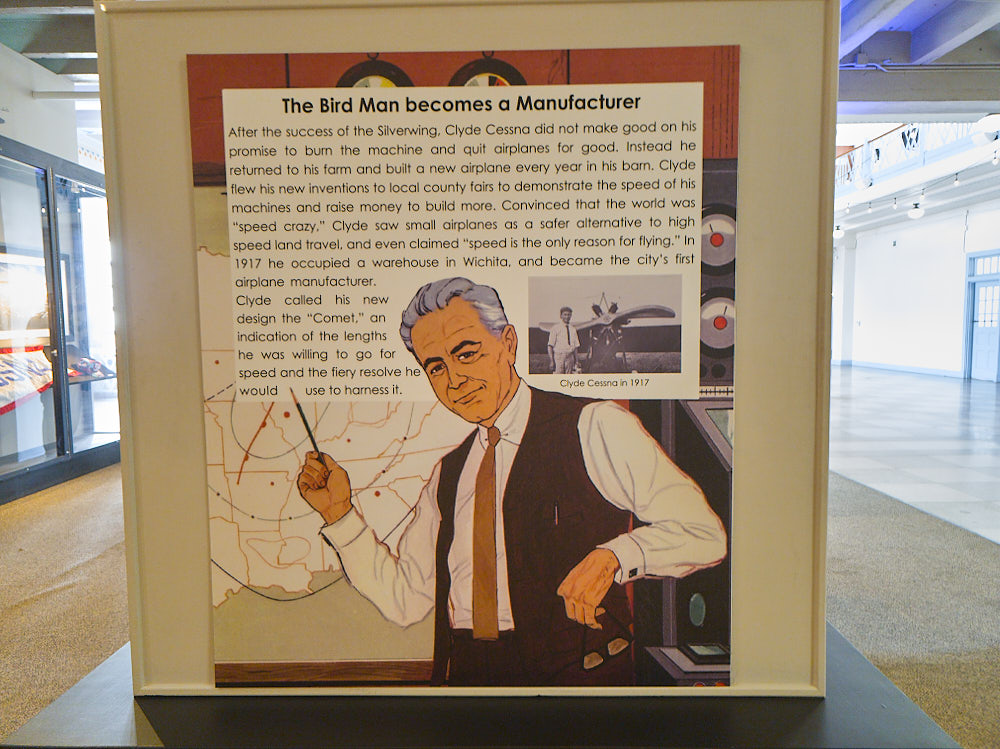 The Bird Man becomes a Manufacturer
After the success of the Silverwing, Clyde Cessna did not make good on his
promise to burn the machine and quit airplanes for good. Instead he
returned to his farm and built a new airplane every year in his barn. Clyde
flew his new inventions to local county fairs to demonstrate the speed of his
machines and raise money to build more. Convinced that the world was
“speed crazy,” Clyde saw small airplanes as a safer alternative to high
speed land travel, and even claimed “speed is the only reason for flying.” In
1917 he occupied a warehouse in Wichita, and became the city’s first
airplane manufacturer.
Clyde called his new
design the “Comet,” an
indication of the lengths
he was willing to go for
speed and the fiery resolve he
would use to harness it.
Clyde Cessna in 1917